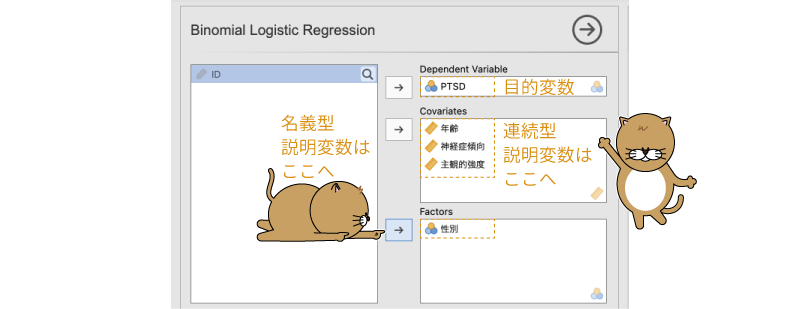 Binomial Logistic Regression
ID
名義型
説明変数は
ここへ
Dependent Variable
PTSD
目的変数
Covariates
年齢
神経症傾向
主観的強度
連続型
説明変数は
ここへ
Factors
性別